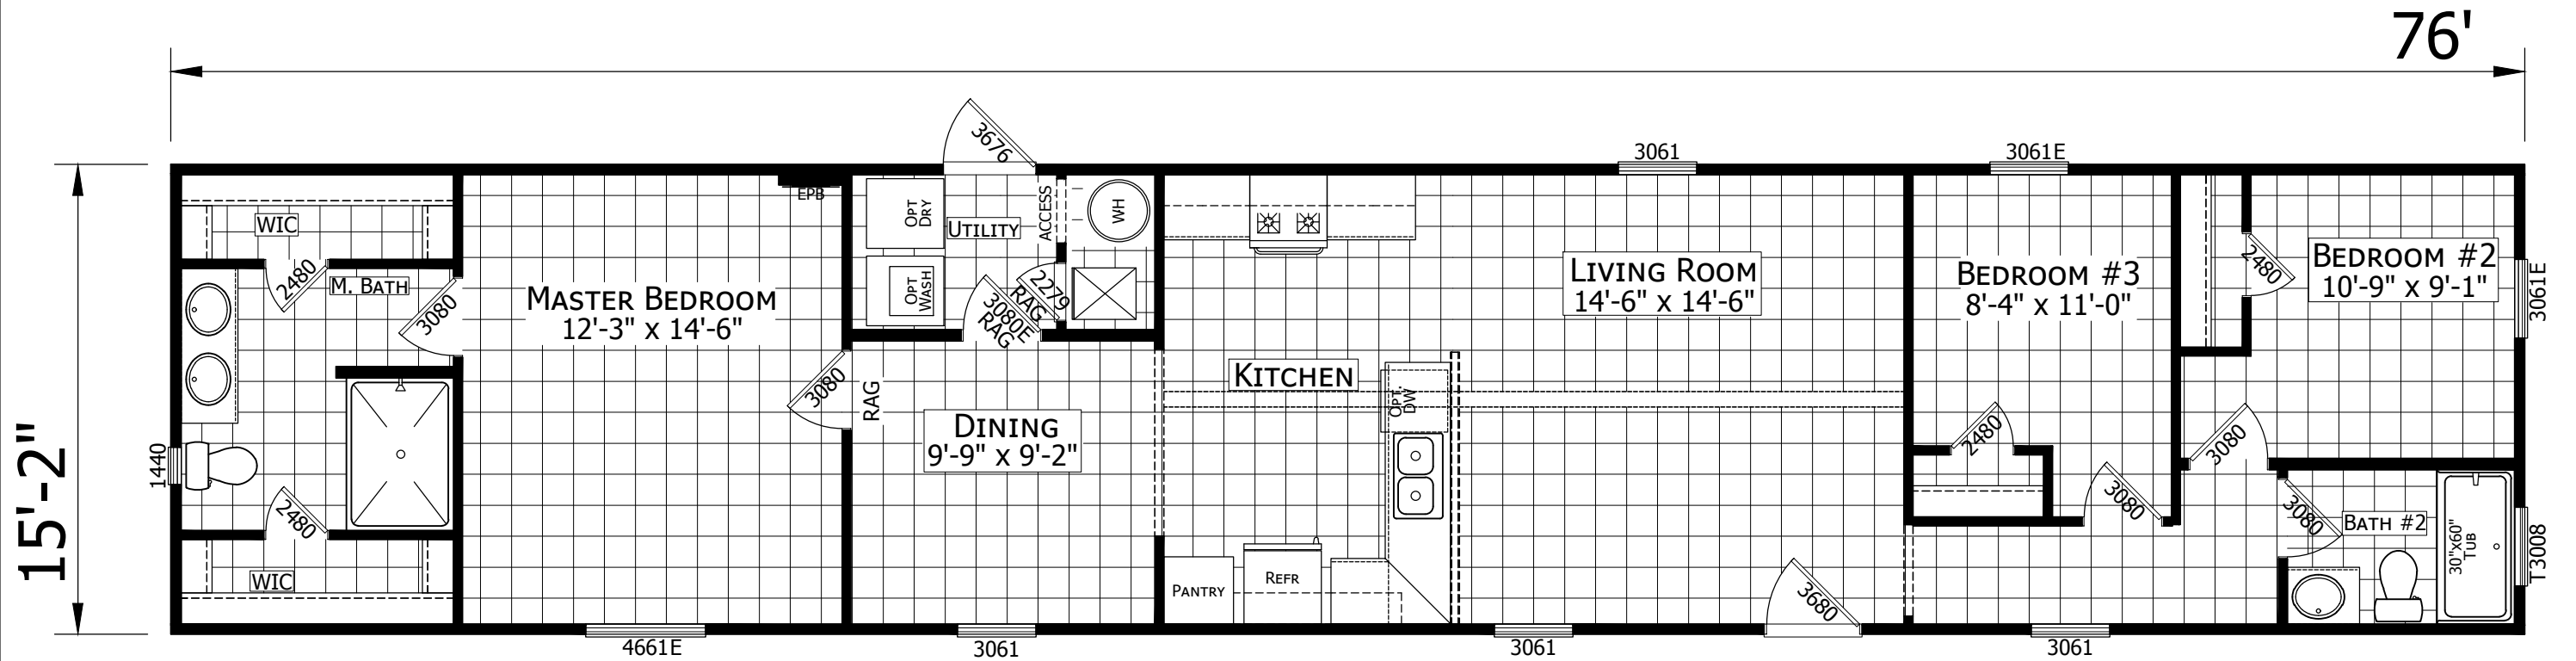 76'
15'-2"
3676
3061
3061E
EPB
WIC
2480
M. BATH
3080
MASTER BEDROOM
12'-3" X 14'-6"
OPT
DRY
UTILITY
ACCESS
WH
OPT
WASH
2279
RAG
3080E
RAG
LIVING ROOM
14'-6" X 14'-6"
BEDROOM #3
8'-4" X 11'-0"
2480
BEDROOM #2
10'-9" X 9'-1"
3061E
3080
RAG
DINING
9'-9" X 9'-2"
KITCHEN
OPT.
DW
2480
3080
1440
2480
WIC
PANTRY
REFR
3680
3080
3080
BATH #2
30"x60"
TUB
T3008
4661E
3061
3061
3061